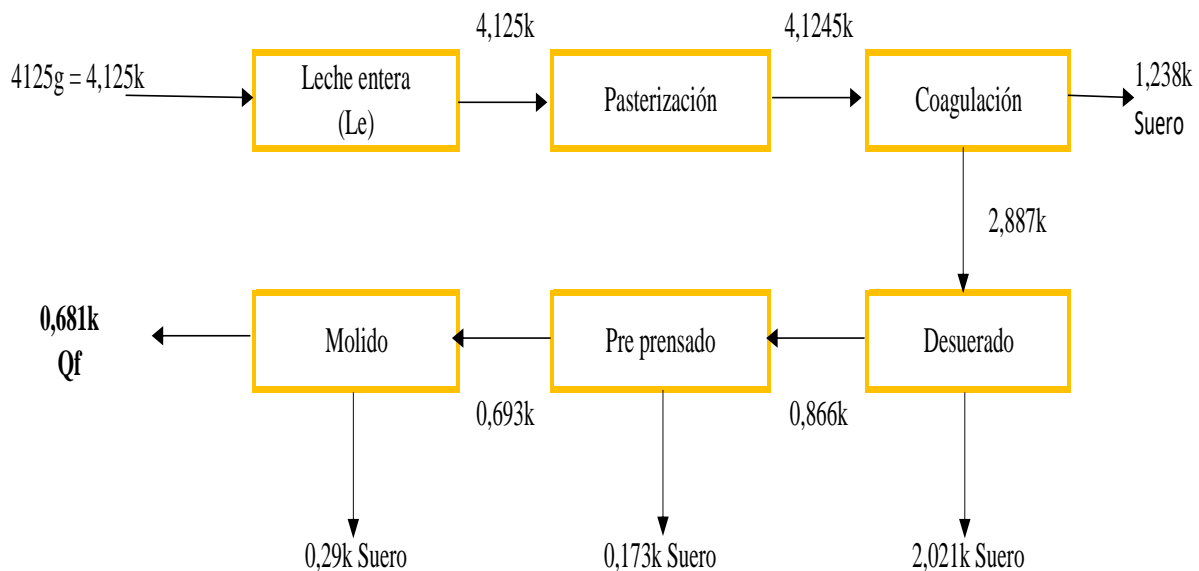 4125g = 4,125k
Leche entera
(Le)
4,125k
Pasterización
4,1245k
Coagulación
1,238k
Suero
2,887k
0,681k
Qf
Molido
Pre prensado
Desuerado
0,693k
0,866k
0,29k Suero
0,173k Suero
2,021k Suero